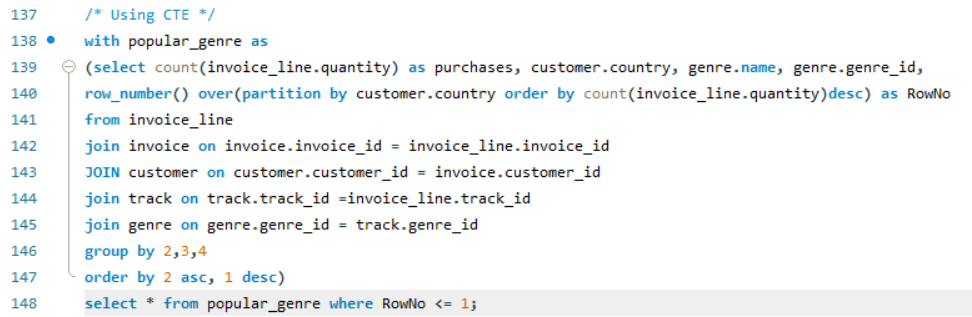 137 /* Using CTE */
138 with popular_genre as
139 (select count(invoice_line.quantity) as purchases, customer.country, genre.name, genre.genre_id,
140 row_number() over(partition by customer.country order by count(invoice_line.quantity)desc) as RowNo
141 from invoice_line
142 join invoice on invoice.invoice_id = invoice_line.invoice_id
143 JOIN customer on customer.customer_id = invoice.customer_id
144 join track on track.track_id =invoice_line.track_id
145 join genre on genre.genre_id = track.genre_id
146 group by 2,3,4
147 order by 2 asc, 1 desc)
148 select * from popular_genre where RowNo <= 1;